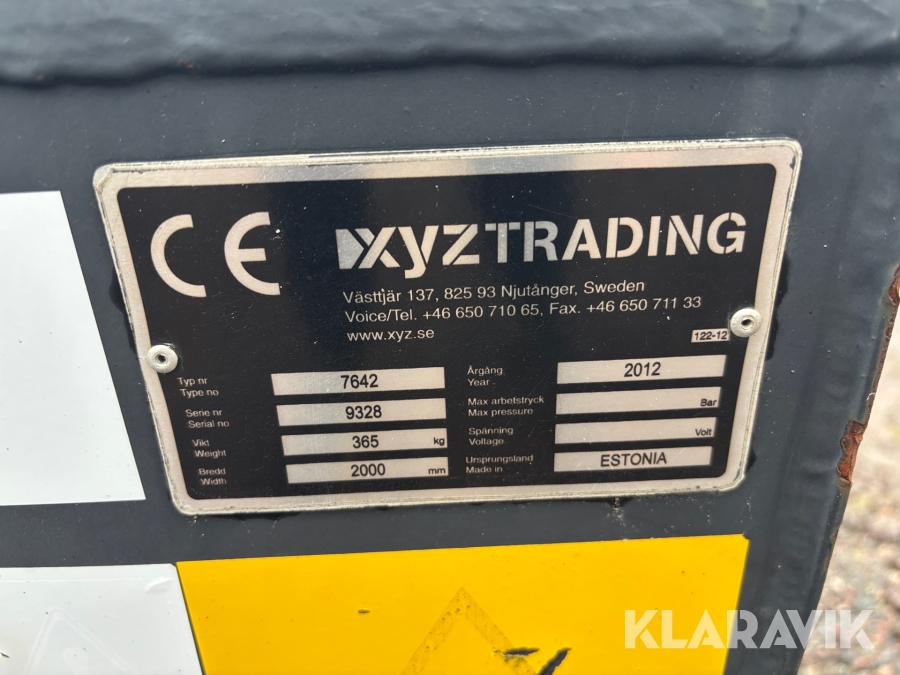 CE
XYZTRADING
Västtjär 137, 825 93 Njutånger, Sweden
Voice/Tel. +46 650 710 65, Fax. +46 650 711 33
www.xyz.se
122-12
Typ nr
Type no
7642
Serie nr
Serial no
9328
Vikt
Weight
365 kg
Bredd
Width
2000 mm
Årgång
Year
2012
Max arbetstryck
Max pressure
Bar
Spänning
Voltage
Volt
Ursprungsland
Made in
ESTONIA
KLARAVIK